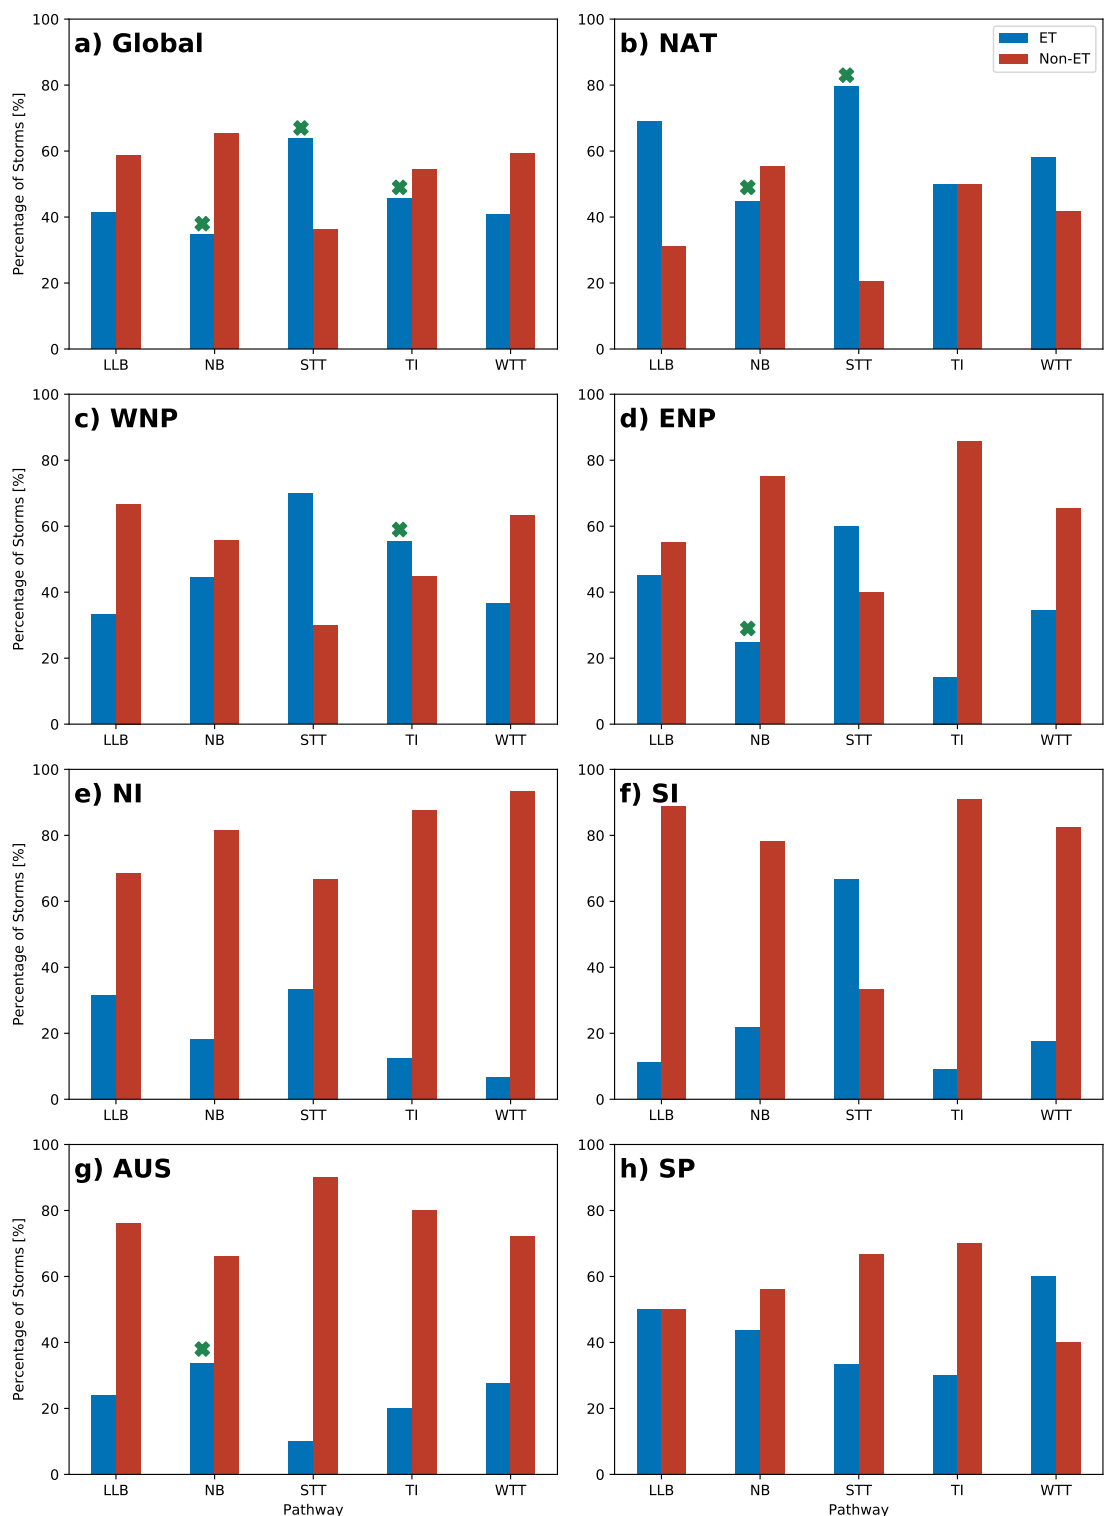 a) Global
Percentage of Storms [%]
100
80
60
40
20
0
LLB NB STT TI WTT
b) NAT
ET
Non-ET
100
80
60
40
20
0
LLB NB STT TI WTT
c) WNP
Percentage of Storms [%]
100
80
60
40
20
0
LLB NB STT TI WTT
d) ENP
100
80
60
40
20
0
LLB NB STT TI WTT
e) NI
Percentage of Storms [%]
100
80
60
40
20
0
LLB NB STT TI WTT
f) SI
100
80
60
40
20
0
LLB NB STT TI WTT
g) AUS
Percentage of Storms [%]
100
80
60
40
20
0
LLB NB STT TI WTT
Pathway
h) SP
100
80
60
40
20
0
LLB NB STT TI WTT
Pathway